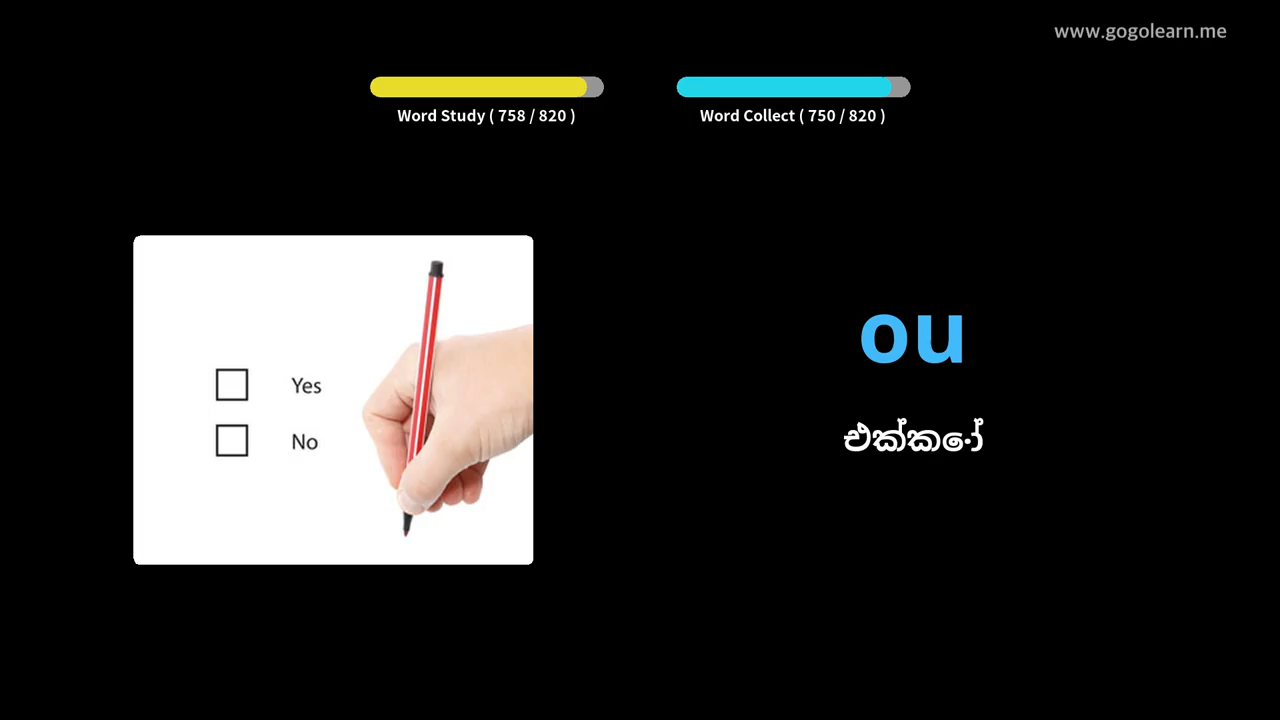 www.gogolearn.me
Word Study ( 758 / 820 )
Word Collect ( 750 / 820 )
ou
එක්කෝ
Yes
No